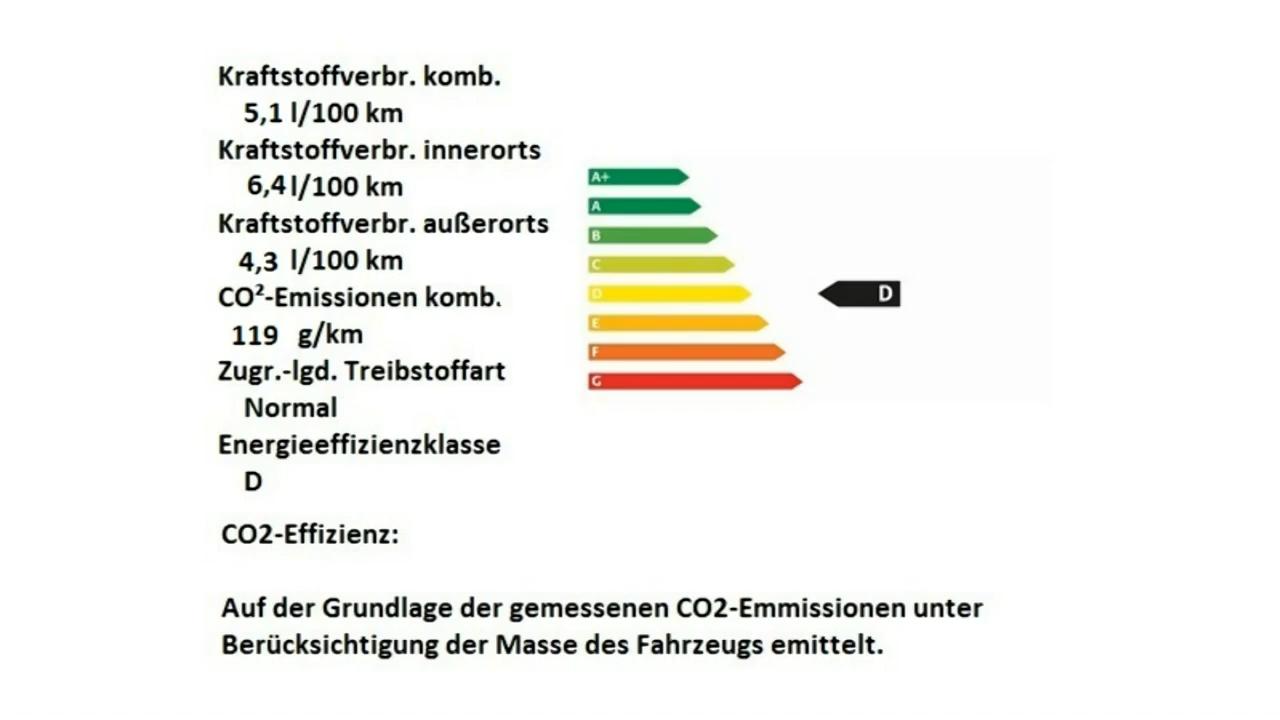 Kraftstoffverbr. komb.
5,1 l/100 km
Kraftstoffverbr. innerorts
6,4 l/100 km
Kraftstoffverbr. außerorts
4,3 l/100 km
CO²-Emissionen komb.
119 g/km
Zugr.-lgd. Treibstoffart
Normal
Energieeffizienzklasse
D
A+
A
B
C
D
D
E
F
G
CO2-Effizienz:
Auf der Grundlage der gemessenen CO2-Emmissionen unter
Berücksichtigung der Masse des Fahrzeugs emittelt.